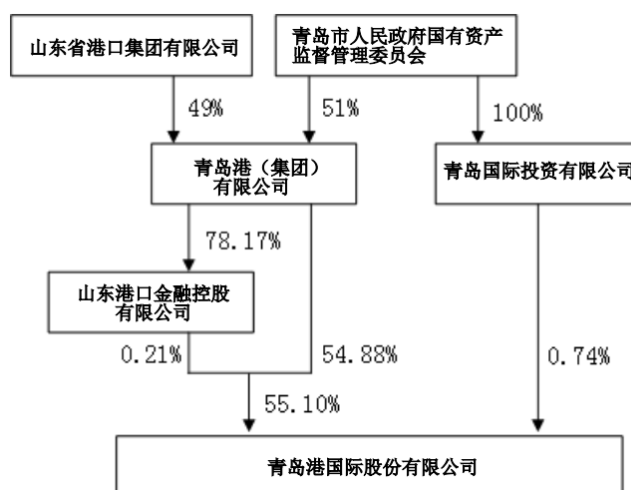 山东省港口集团有限公司
青岛市人民政府国有资产
监督管理委员会
49%
51%
100%
青岛港（集团）
有限公司
青岛国际投资有限公司
78.17%
山东港口金融控股
有限公司
0.21%
54.88%
0.74%
55.10%
青岛港国际股份有限公司